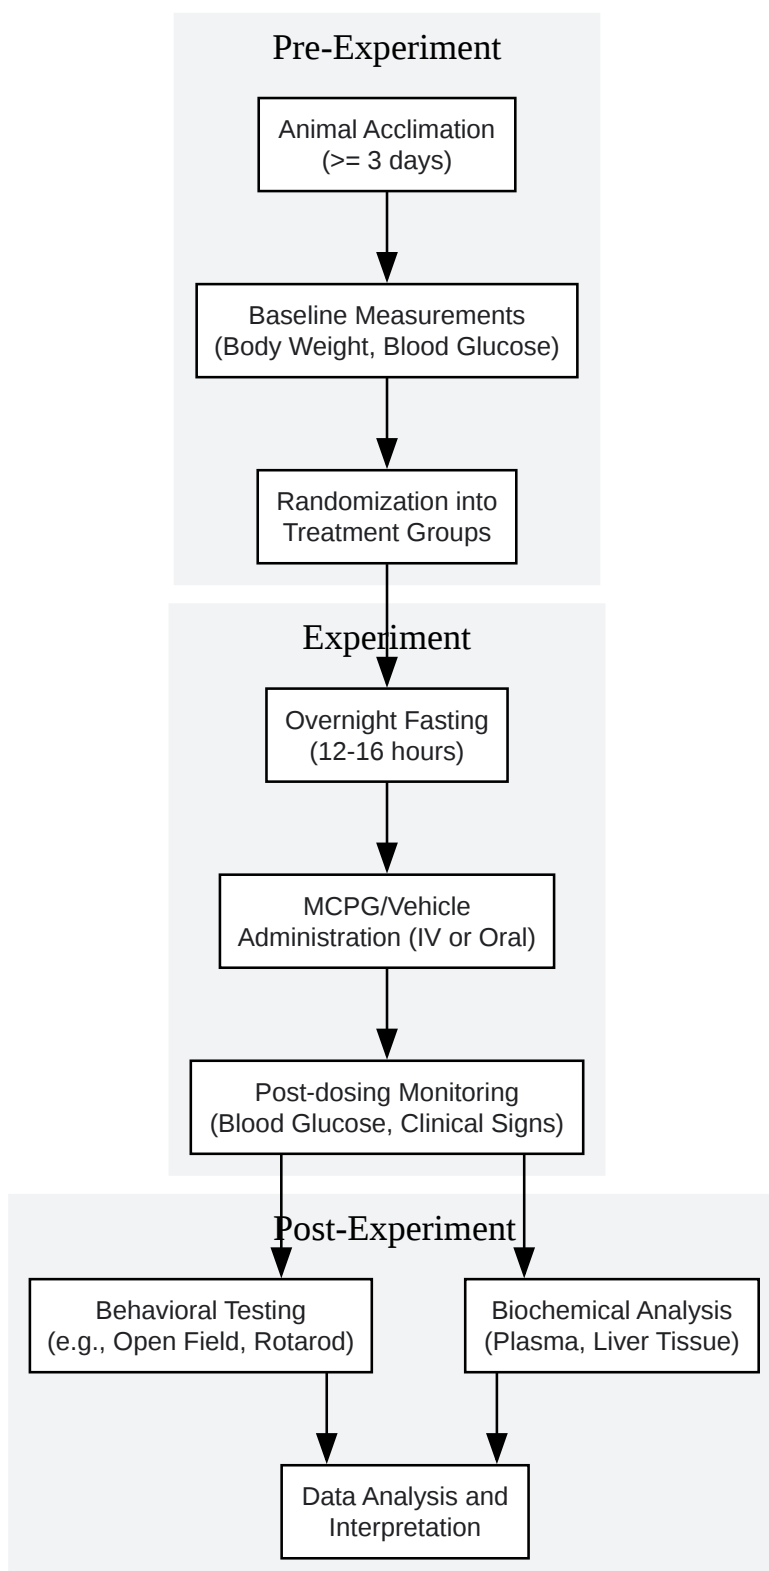 Pre-Experiment
Animal Acclimation
(>= 3 days)
Baseline Measurements
(Body Weight, Blood Glucose)
Randomization into
Treatment Groups
Experiment
Overnight Fasting
(12-16 hours)
MCPG/Vehicle
Administration (IV or Oral)
Post-dosing Monitoring
(Blood Glucose, Clinical Signs)
Post-Experiment
Behavioral Testing
(e.g., Open Field, Rotarod)
Biochemical Analysis
(Plasma, Liver Tissue)
Data Analysis and
Interpretation